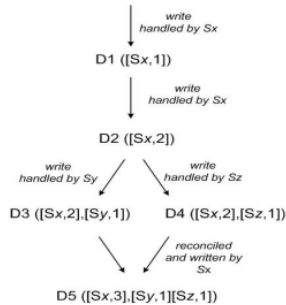 write
handled by Sx
D1 ([Sx,1])
write
handled by Sx
D2 ([Sx,2])
write
handled by Sy
write
handled by Sz
D3 ([Sx,2],[Sy,1])
D4 ([Sx,2],[Sz,1])
reconciled
and written by
Sx
D5 ([Sx,3],[Sy,1][Sz,1])